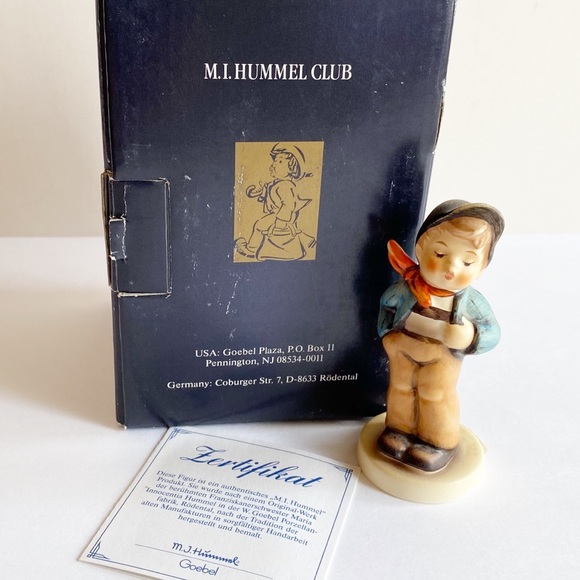 M.I. HUMMEL CLUB
USA: Goebel Plaza, P.O. Box 11
Pennington, NJ 08534-0011
Germany: Coburger Str. 7, D-8633 Rödental
Zertifikat
Diese Figur ist ein authentisches „M.I. Hummel"
Produkt. Sie wurde nach einem Original-Werk
der berühmten Franziskanerschwester Maria
Innocentia Hummel in der W. Goebel Porzellan-
fabrik, Rödental, nach der Tradition der
alten Manufakturen in sorgfältiger Handarbeit
hergestellt und bemalt.
M.J. Hummel
Goebel